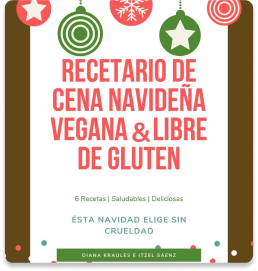 RECETARIO DE
CENA NAVIDEÑA
VEGANA & LIBRE
DE GLUTEN
6 Recetas | Saludables | Deliciosas
ÉSTA NAVIDAD ELIGE SIN
CRUELDAD
DIANA KRAULES E ITZEL SÁENZ